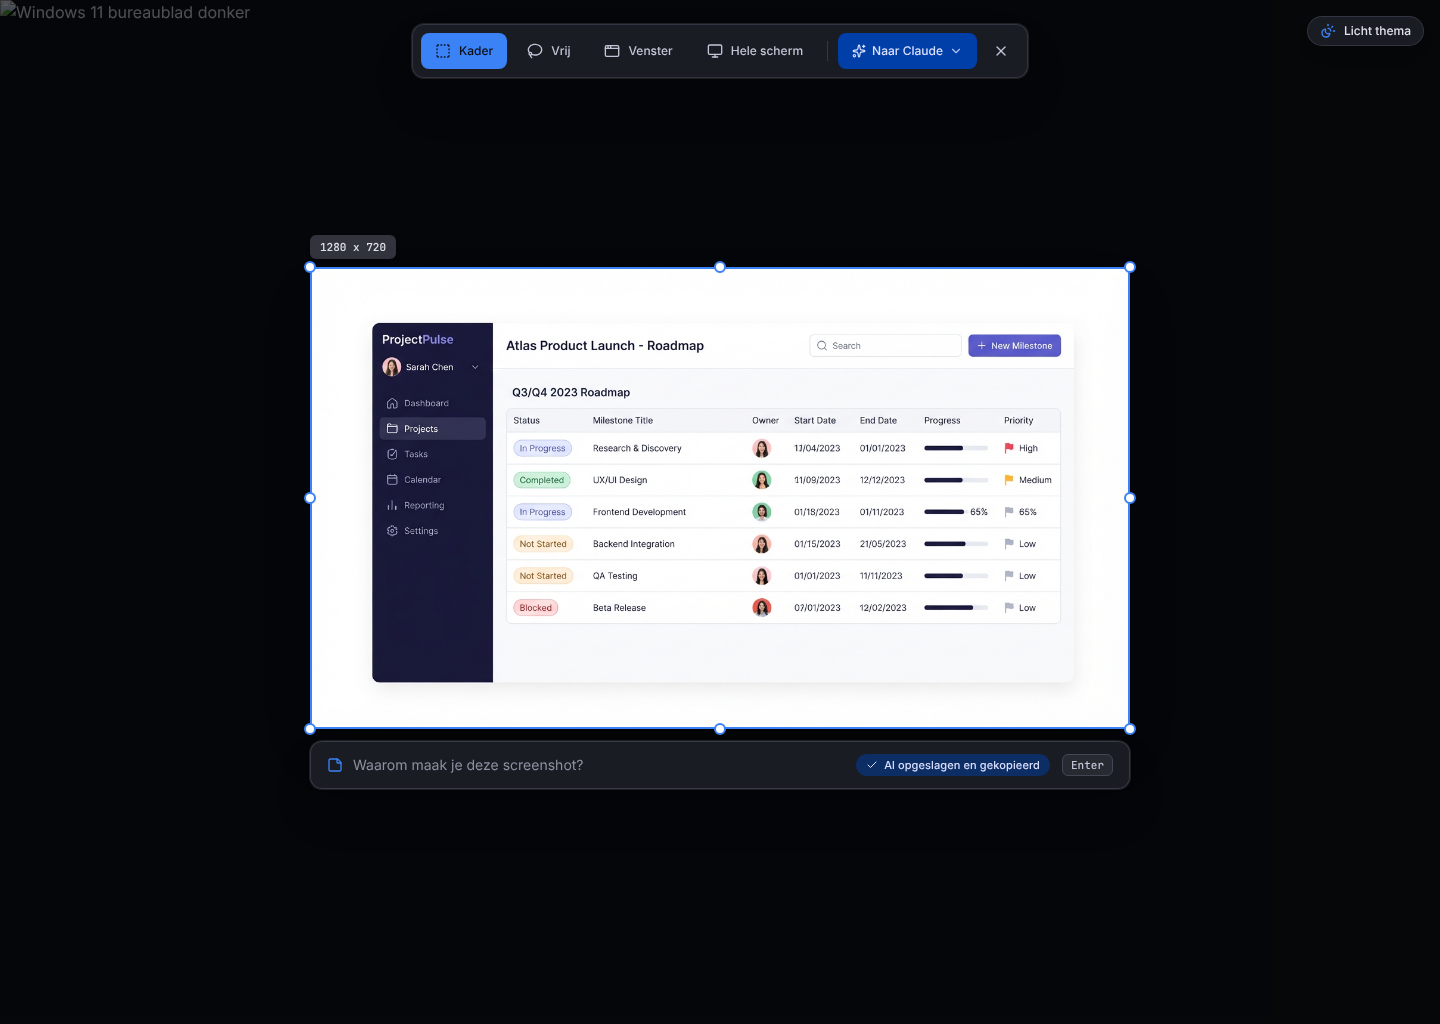 Windows 11 bureaublad donker
Kader
Vrij
Venster
Hele scherm
Naar Claude
Licht thema
1280 x 720
ProjectPulse
Sarah Chen
Dashboard
Projects
Tasks
Calendar
Reporting
Settings
Atlas Product Launch - Roadmap
Search
New Milestone
Q3/Q4 2023 Roadmap
Status Milestone Title Owner Start Date End Date Progress Priority
In Progress Research & Discovery 11/04/2023 01/01/2023 High
Completed UX/UI Design 11/09/2023 12/12/2023 Medium
In Progress Frontend Development 01/18/2023 01/11/2023 65% 65%
Not Started Backend Integration 01/15/2023 21/05/2023 Low
Not Started QA Testing 01/01/2023 11/11/2023 Low
Blocked Beta Release 07/01/2023 12/02/2023 Low
Waarom maak je deze screenshot?
Al opgeslagen en gekopieerd
Enter